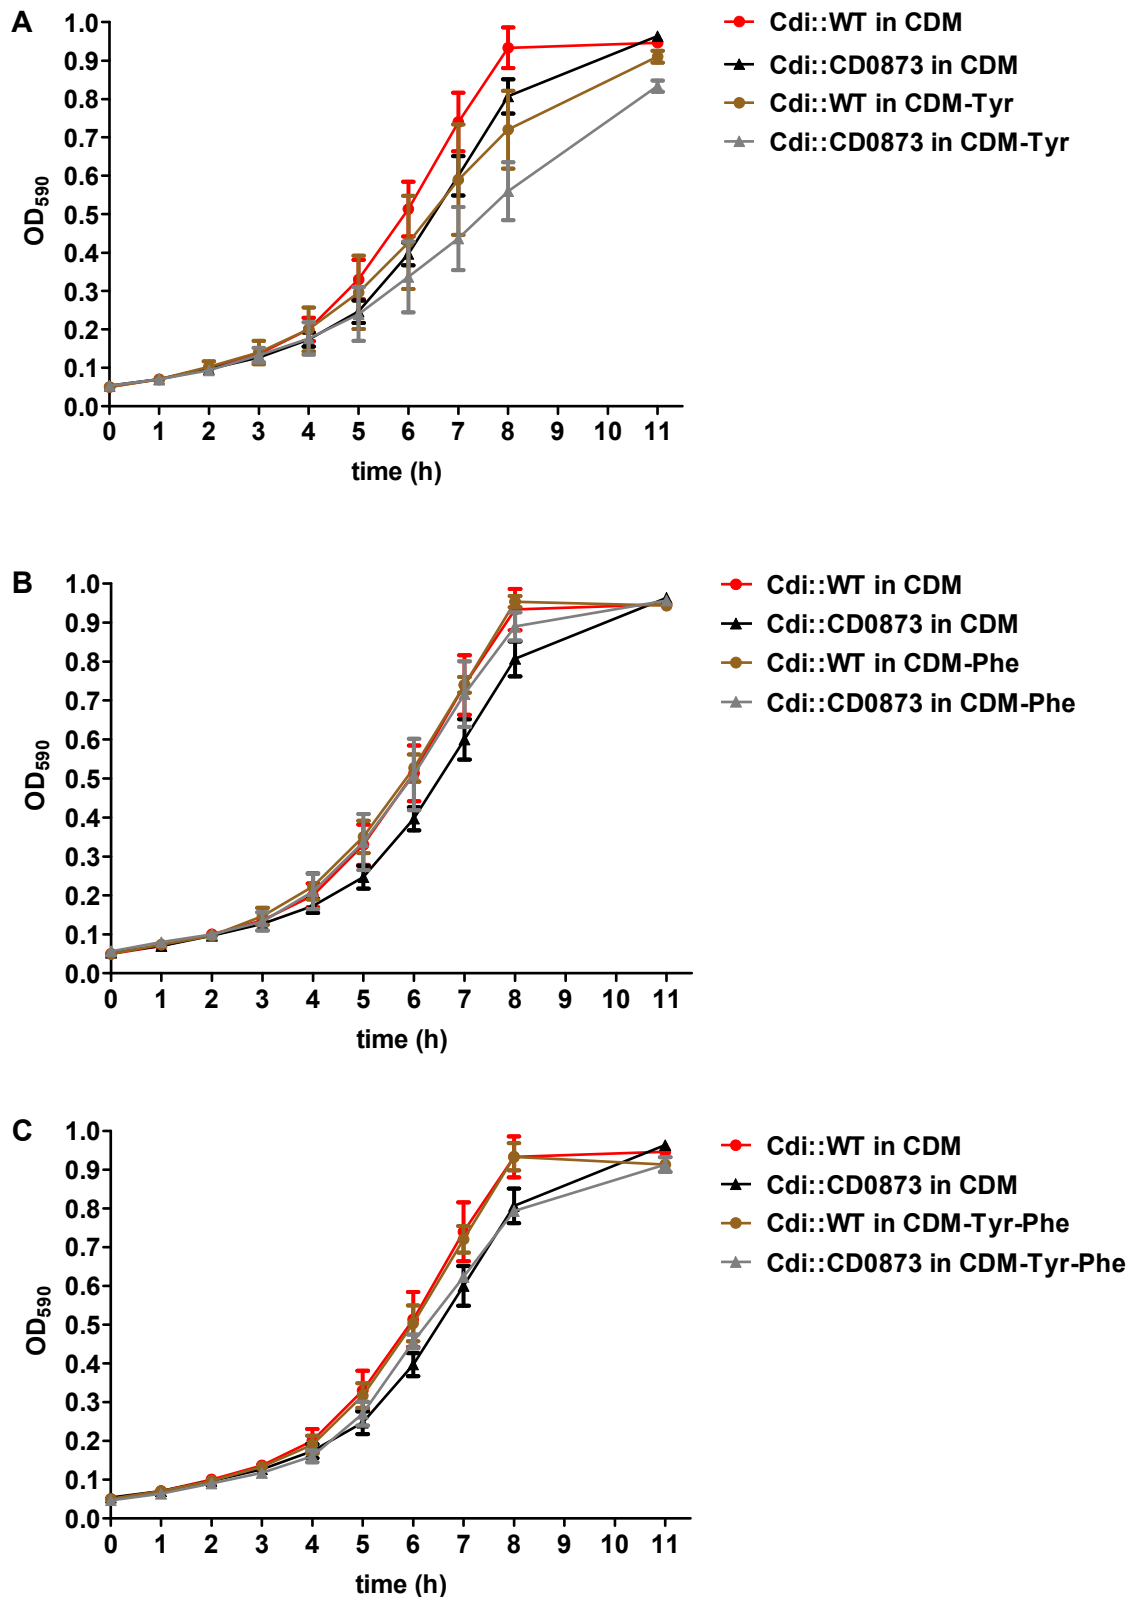 A
1.0
0.9
0.8
0.7
0.6
0.5
0.4
0.3
0.2
0.1
0.0
OD590
0 1 2 3 4 5 6 7 8 9 10 11
time (h)
Cdi::WT in CDM
Cdi::CD0873 in CDM
Cdi::WT in CDM-Tyr
Cdi::CD0873 in CDM-Tyr
B
1.0
0.9
0.8
0.7
0.6
0.5
0.4
0.3
0.2
0.1
0.0
OD590
0 1 2 3 4 5 6 7 8 9 10 11
time (h)
Cdi::WT in CDM
Cdi::CD0873 in CDM
Cdi::WT in CDM-Phe
Cdi::CD0873 in CDM-Phe
C
1.0
0.9
0.8
0.7
0.6
0.5
0.4
0.3
0.2
0.1
0.0
OD590
0 1 2 3 4 5 6 7 8 9 10 11
time (h)
Cdi::WT in CDM
Cdi::CD0873 in CDM
Cdi::WT in CDM-Tyr-Phe
Cdi::CD0873 in CDM-Tyr-Phe